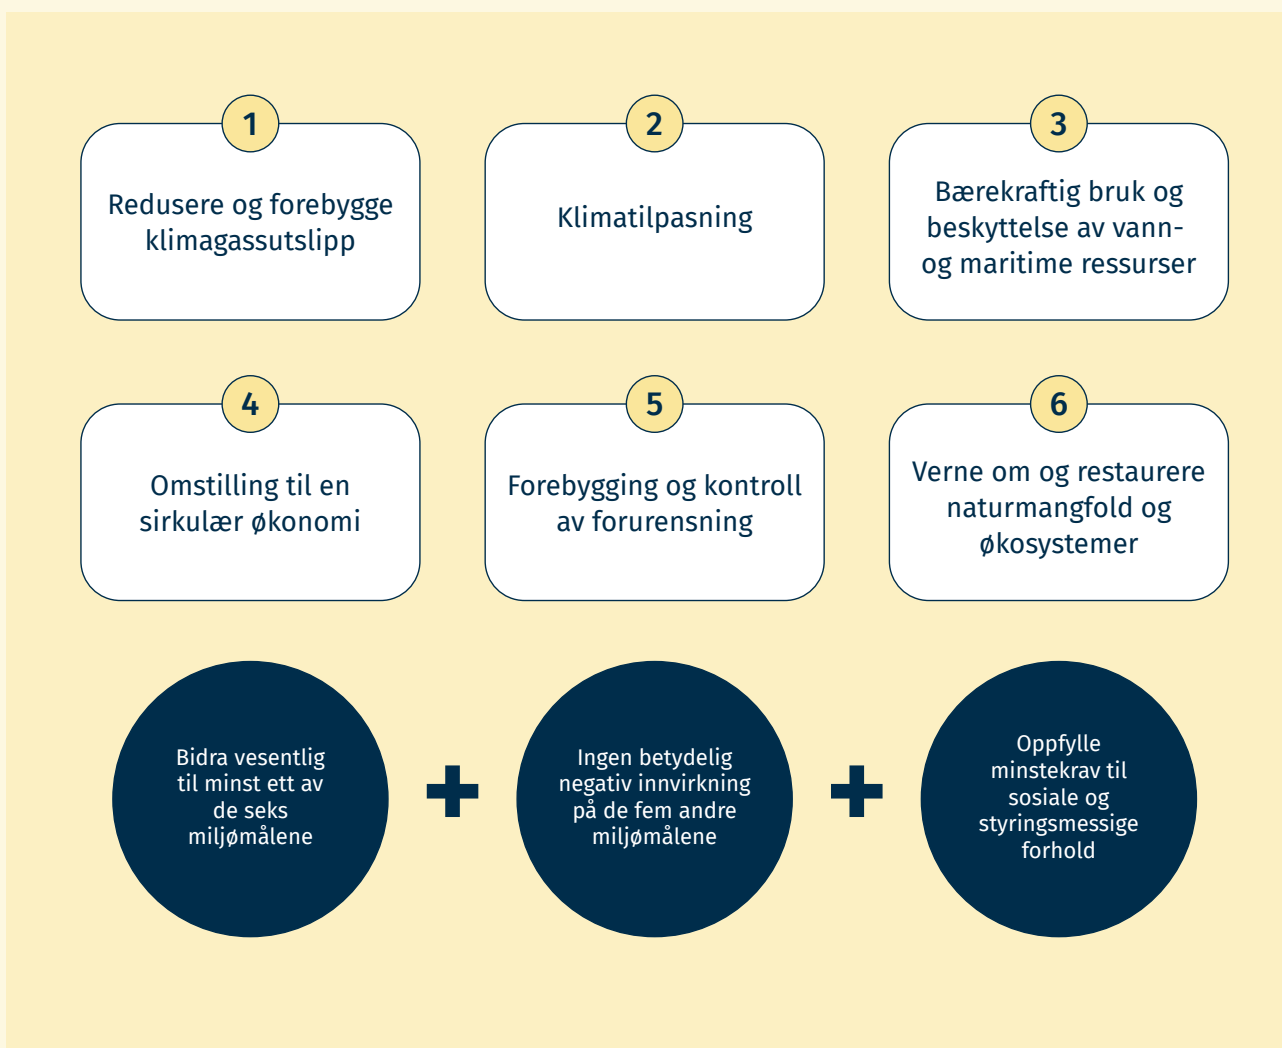 1
Redusere og forebygge
klimagassutslipp
2
Klimatilpasning
3
Bærekraftig bruk og
beskyttelse av vann-
og maritime ressurser
4
Omstilling til en
sirkulær økonomi
5
Forebygging og kontroll
av forurensning
6
Verne om og restaurere
naturmangfold og
økosystemer
Bidra vesentlig
til minst ett av
de seks
miljømålene
+
Ingen betydelig
negativ innvirkning
på de fem andre
miljømålene
+
Oppfylle
minstekrav til
sosiale og
styringsmessige
forhold